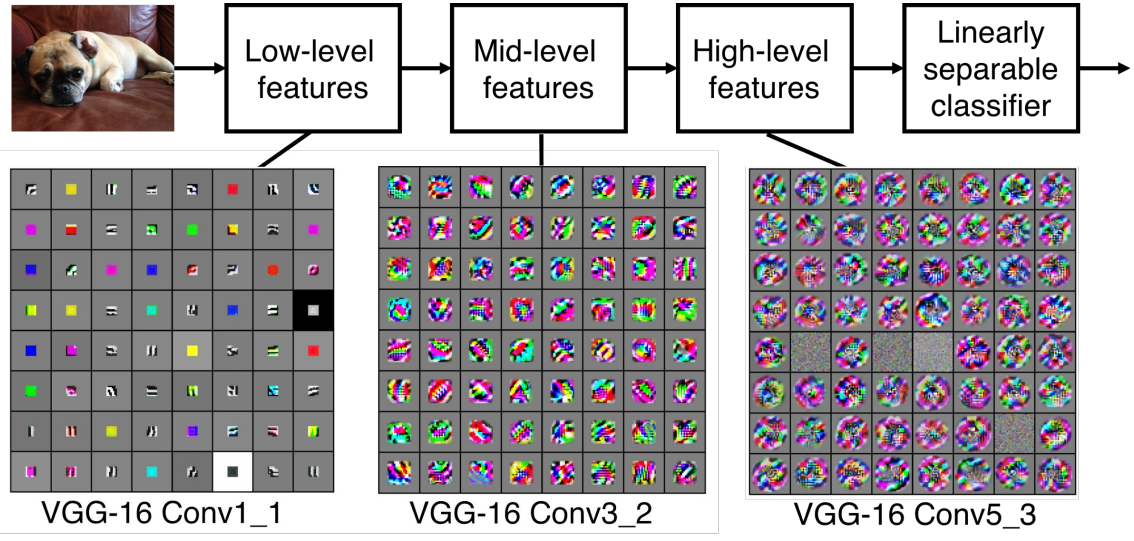 Low-level
features
Mid-level
features
High-level
features
Linearly
separable
classifier
VGG-16 Conv1_1
VGG-16 Conv3_2
VGG-16 Conv5_3